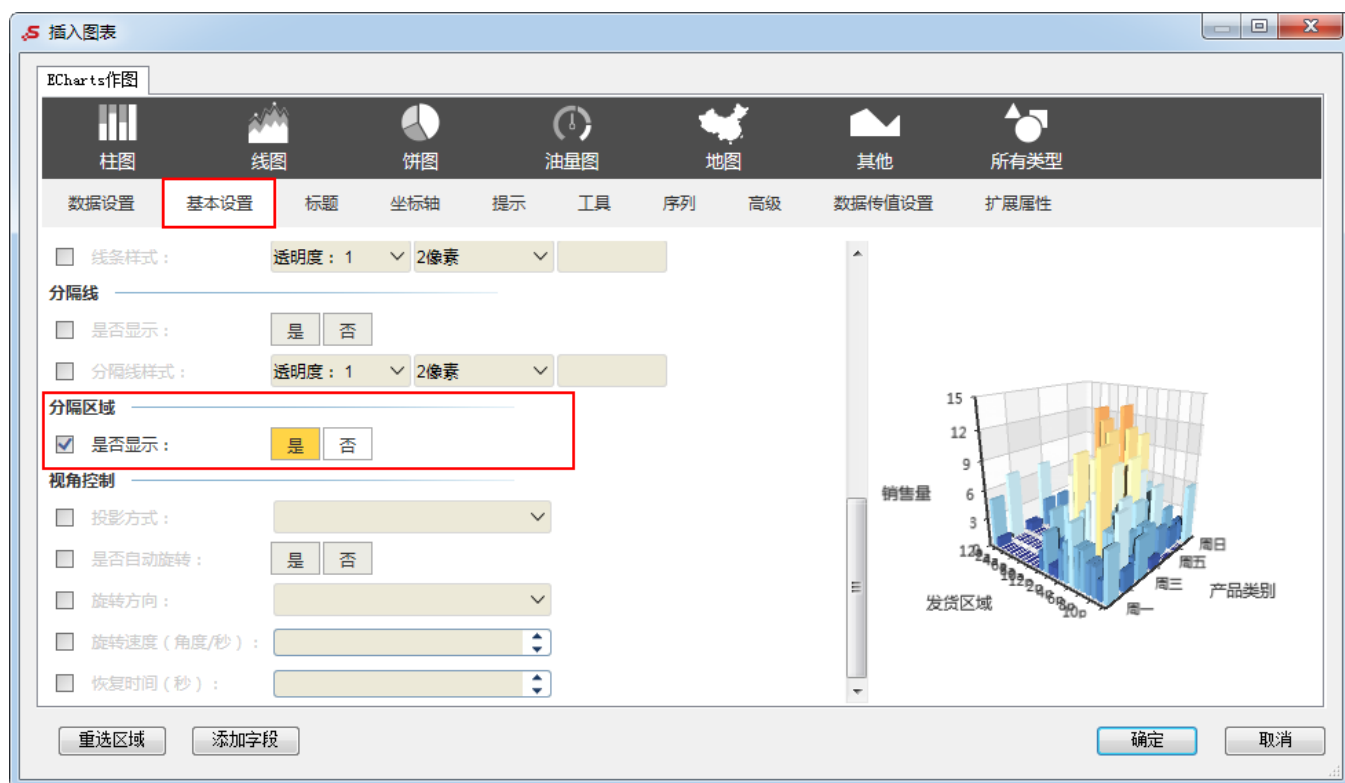 插入图表
ECharts作图
柱图 线图 饼图 油量图 地图 其他 所有类型
数据设置 基本设置 标题 坐标轴 提示 工具 序列 高级 数据传值设置 扩展属性
线条样式： 透明度：1 2像素
分隔线
是否显示： 是 否
分隔线样式： 透明度：1 2像素
分隔区域
是否显示： 是 否
视角控制
投影方式：
是否自动旋转： 是 否
旋转方向：
旋转速度（角度/秒）：
恢复时间（秒）：
15
12
9
销售量 6
3
周日
周五
周三 产品类别
发货区域 10p 周一
重选区域 添加字段 确定 取消